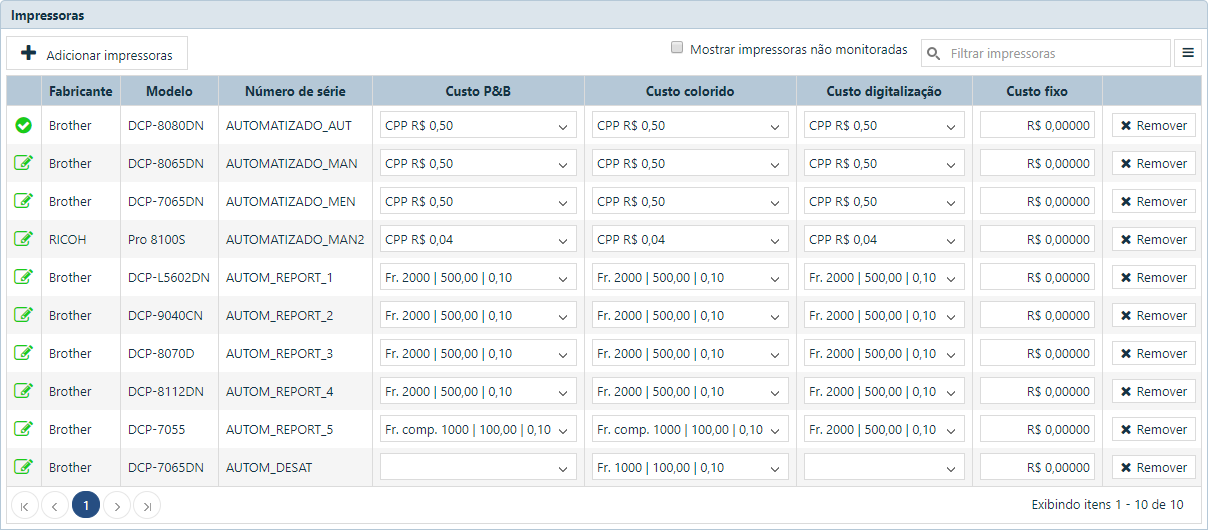 Impressoras
Adicionar impressoras Mostrar impressoras não monitoradas Filtrar impressoras
Fabricante Modelo Número de série Custo P&B Custo colorido Custo digitalização Custo fixo
Brother DCP-8080DN AUTOMATIZADO_AUT CPP R$ 0,50 CPP R$ 0,50 CPP R$ 0,50 R$ 0,00000 Remover
Brother DCP-8065DN AUTOMATIZADO_MAN CPP R$ 0,50 CPP R$ 0,50 CPP R$ 0,50 R$ 0,00000 Remover
Brother DCP-7065DN AUTOMATIZADO_MEN CPP R$ 0,50 CPP R$ 0,50 CPP R$ 0,50 R$ 0,00000 Remover
RICOH Pro 8100S AUTOMATIZADO_MAN2 CPP R$ 0,04 CPP R$ 0,04 CPP R$ 0,04 R$ 0,00000 Remover
Brother DCP-L5602DN AUTOM_REPORT_1 Fr. 2000 | 500,00 | 0,10 Fr. 2000 | 500,00 | 0,10 Fr. 2000 | 500,00 | 0,10 R$ 0,00000 Remover
Brother DCP-9040CN AUTOM_REPORT_2 Fr. 2000 | 500,00 | 0,10 Fr. 2000 | 500,00 | 0,10 Fr. 2000 | 500,00 | 0,10 R$ 0,00000 Remover
Brother DCP-8070D AUTOM_REPORT_3 Fr. 2000 | 500,00 | 0,10 Fr. 2000 | 500,00 | 0,10 Fr. 2000 | 500,00 | 0,10 R$ 0,00000 Remover
Brother DCP-8112DN AUTOM_REPORT_4 Fr. 2000 | 500,00 | 0,10 Fr. 2000 | 500,00 | 0,10 Fr. 2000 | 500,00 | 0,10 R$ 0,00000 Remover
Brother DCP-7055 AUTOM_REPORT_5 Fr. comp. 1000 | 100,00 | 0,10 Fr. comp. 1000 | 100,00 | 0,10 Fr. 2000 | 500,00 | 0,10 R$ 0,00000 Remover
Brother DCP-7065DN AUTOM_DESAT Fr. 1000 | 100,00 | 0,10 R$ 0,00000 Remover
1 Exibindo itens 1 - 10 de 10